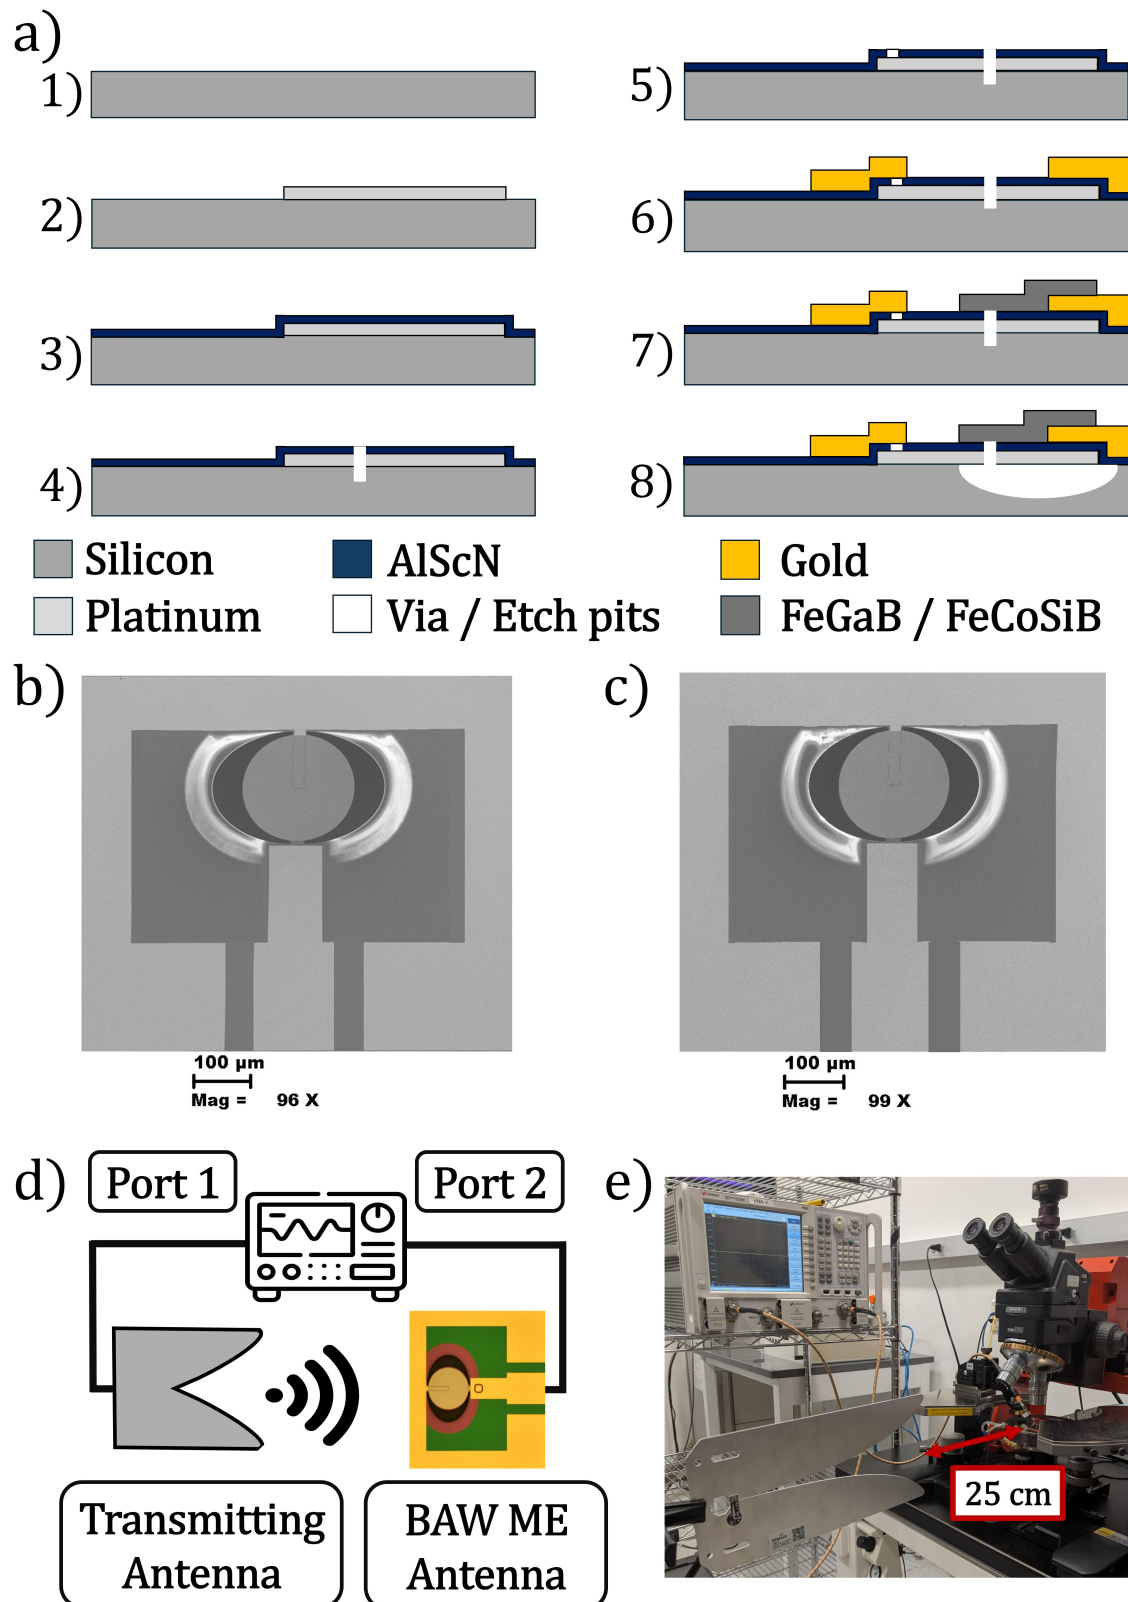 a)
1)
2)
3)
4)
5)
6)
7)
8)
Silicon
AlScN
Gold
Platinum
Via / Etch pits
FeGaB / FeCoSiB
b)
c)
100 µm
Mag = 96 X
100 µm
Mag = 99 X
d)
Port 1
Port 2
e)
25 cm
Transmitting
Antenna
BAW ME
Antenna